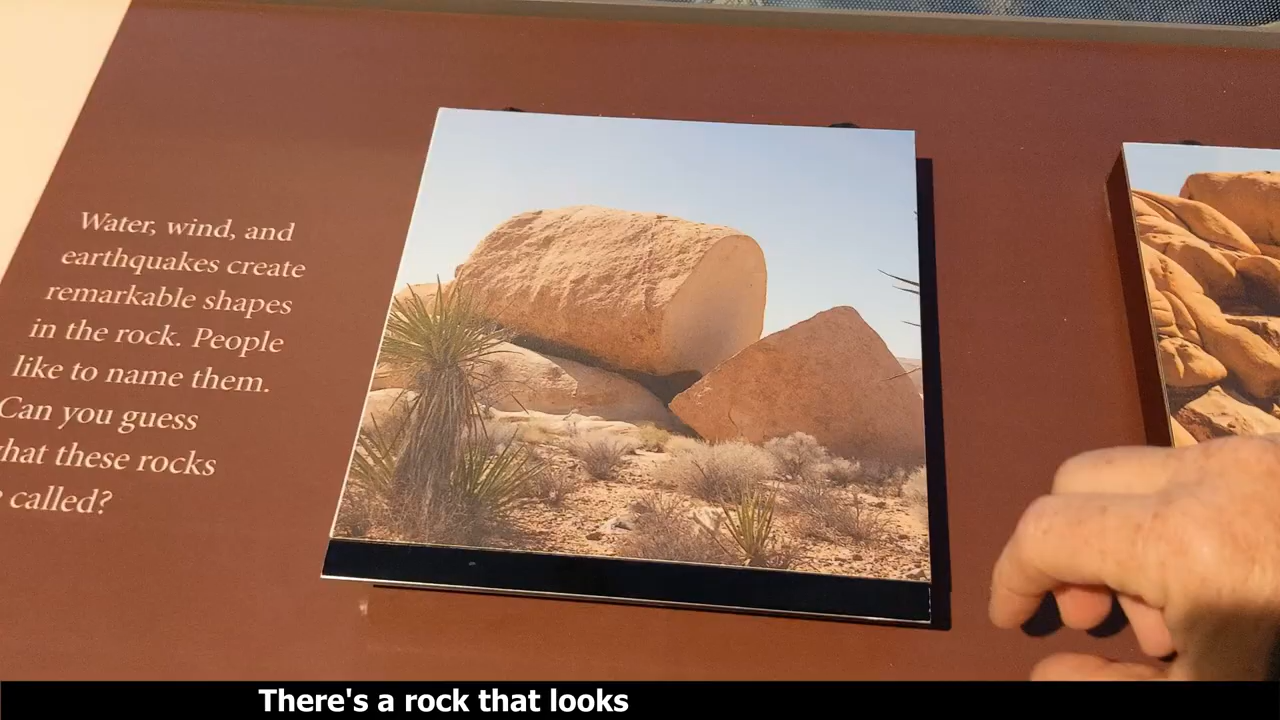 Water, wind, and
earthquakes create
remarkable shapes
in the rock. People
like to name them.
Can you guess
what these rocks
called?
There's a rock that looks